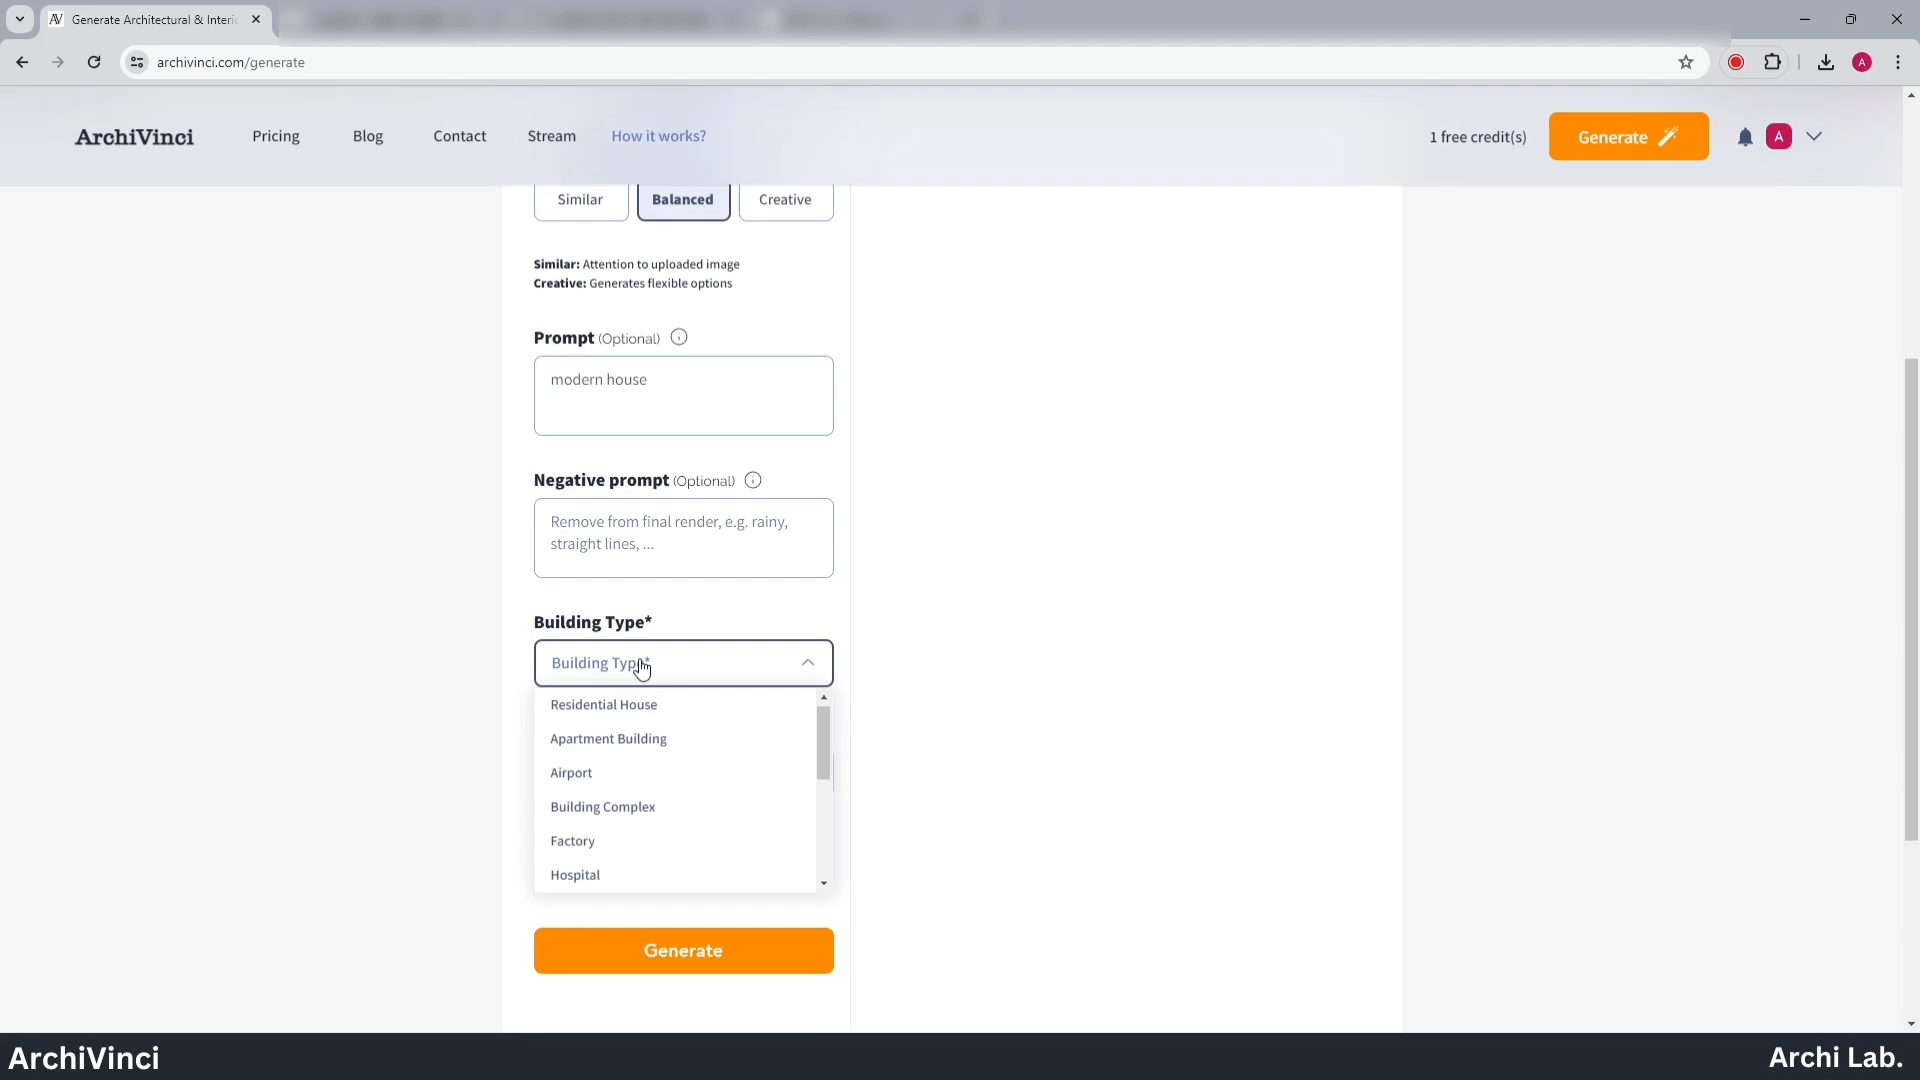 AV Generate Architectural & Interi
archivinci.com/generate
A
ArchiVinci
Pricing
Blog
Contact
Stream
How it works?
1 free credit(s)
Generate
A
Similar
Balanced
Creative
Similar: Attention to uploaded image
Creative: Generates flexible options
Prompt (Optional)
modern house
Negative prompt (Optional)
Remove from final render, e.g. rainy,
straight lines, ...
Building Type*
Building Type*
Residential House
Apartment Building
Airport
Building Complex
Factory
Hospital
Generate
ArchiVinci
Archi Lab.